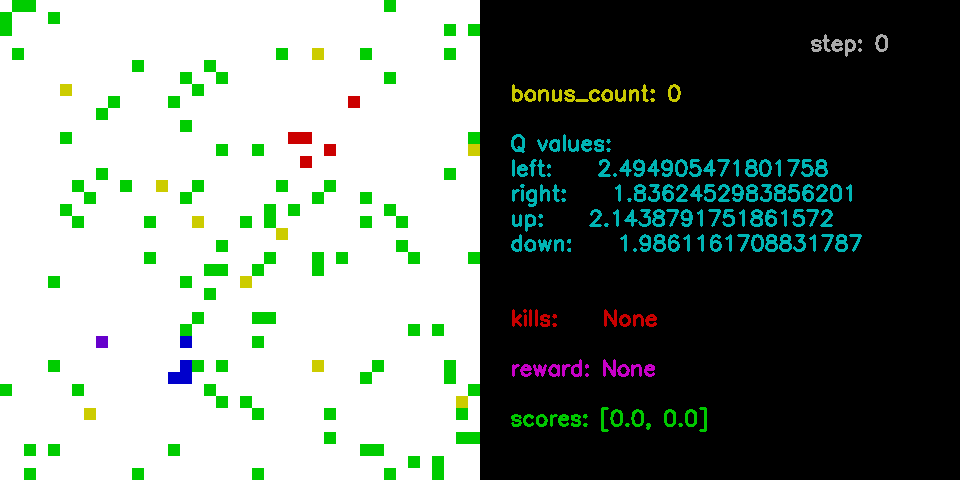 step: 0
bonus_count: 0
Q values:
left: 2.494905471801758
right: 1.8362452983856201
up: 2.1438791751861572
down: 1.9861161708831787
kills: None
reward: None
scores: [0.0, 0.0]